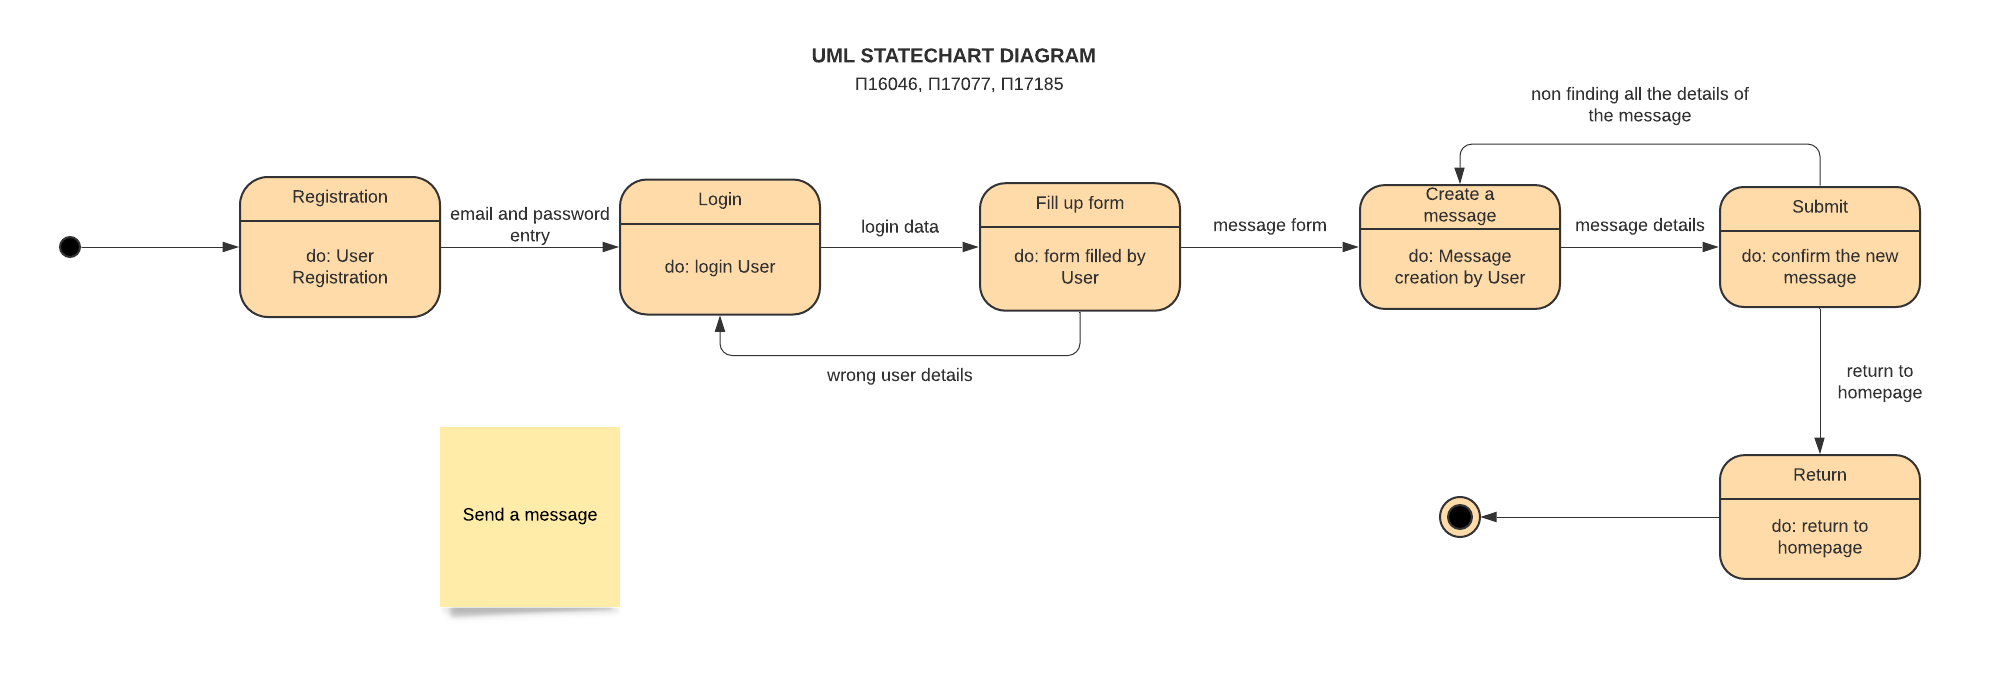 UML STATECHART DIAGRAM
Π16046, Π17077, Π17185
non finding all the details of
the message
Registration
do: User
Registration
email and password
entry
Login
do: login User
login data
Fill up form
do: form filled by
User
wrong user details
message form
Create a
message
do: Message
creation by User
message details
Submit
do: confirm the new
message
return to
homepage
Return
do: return to
homepage
Send a message